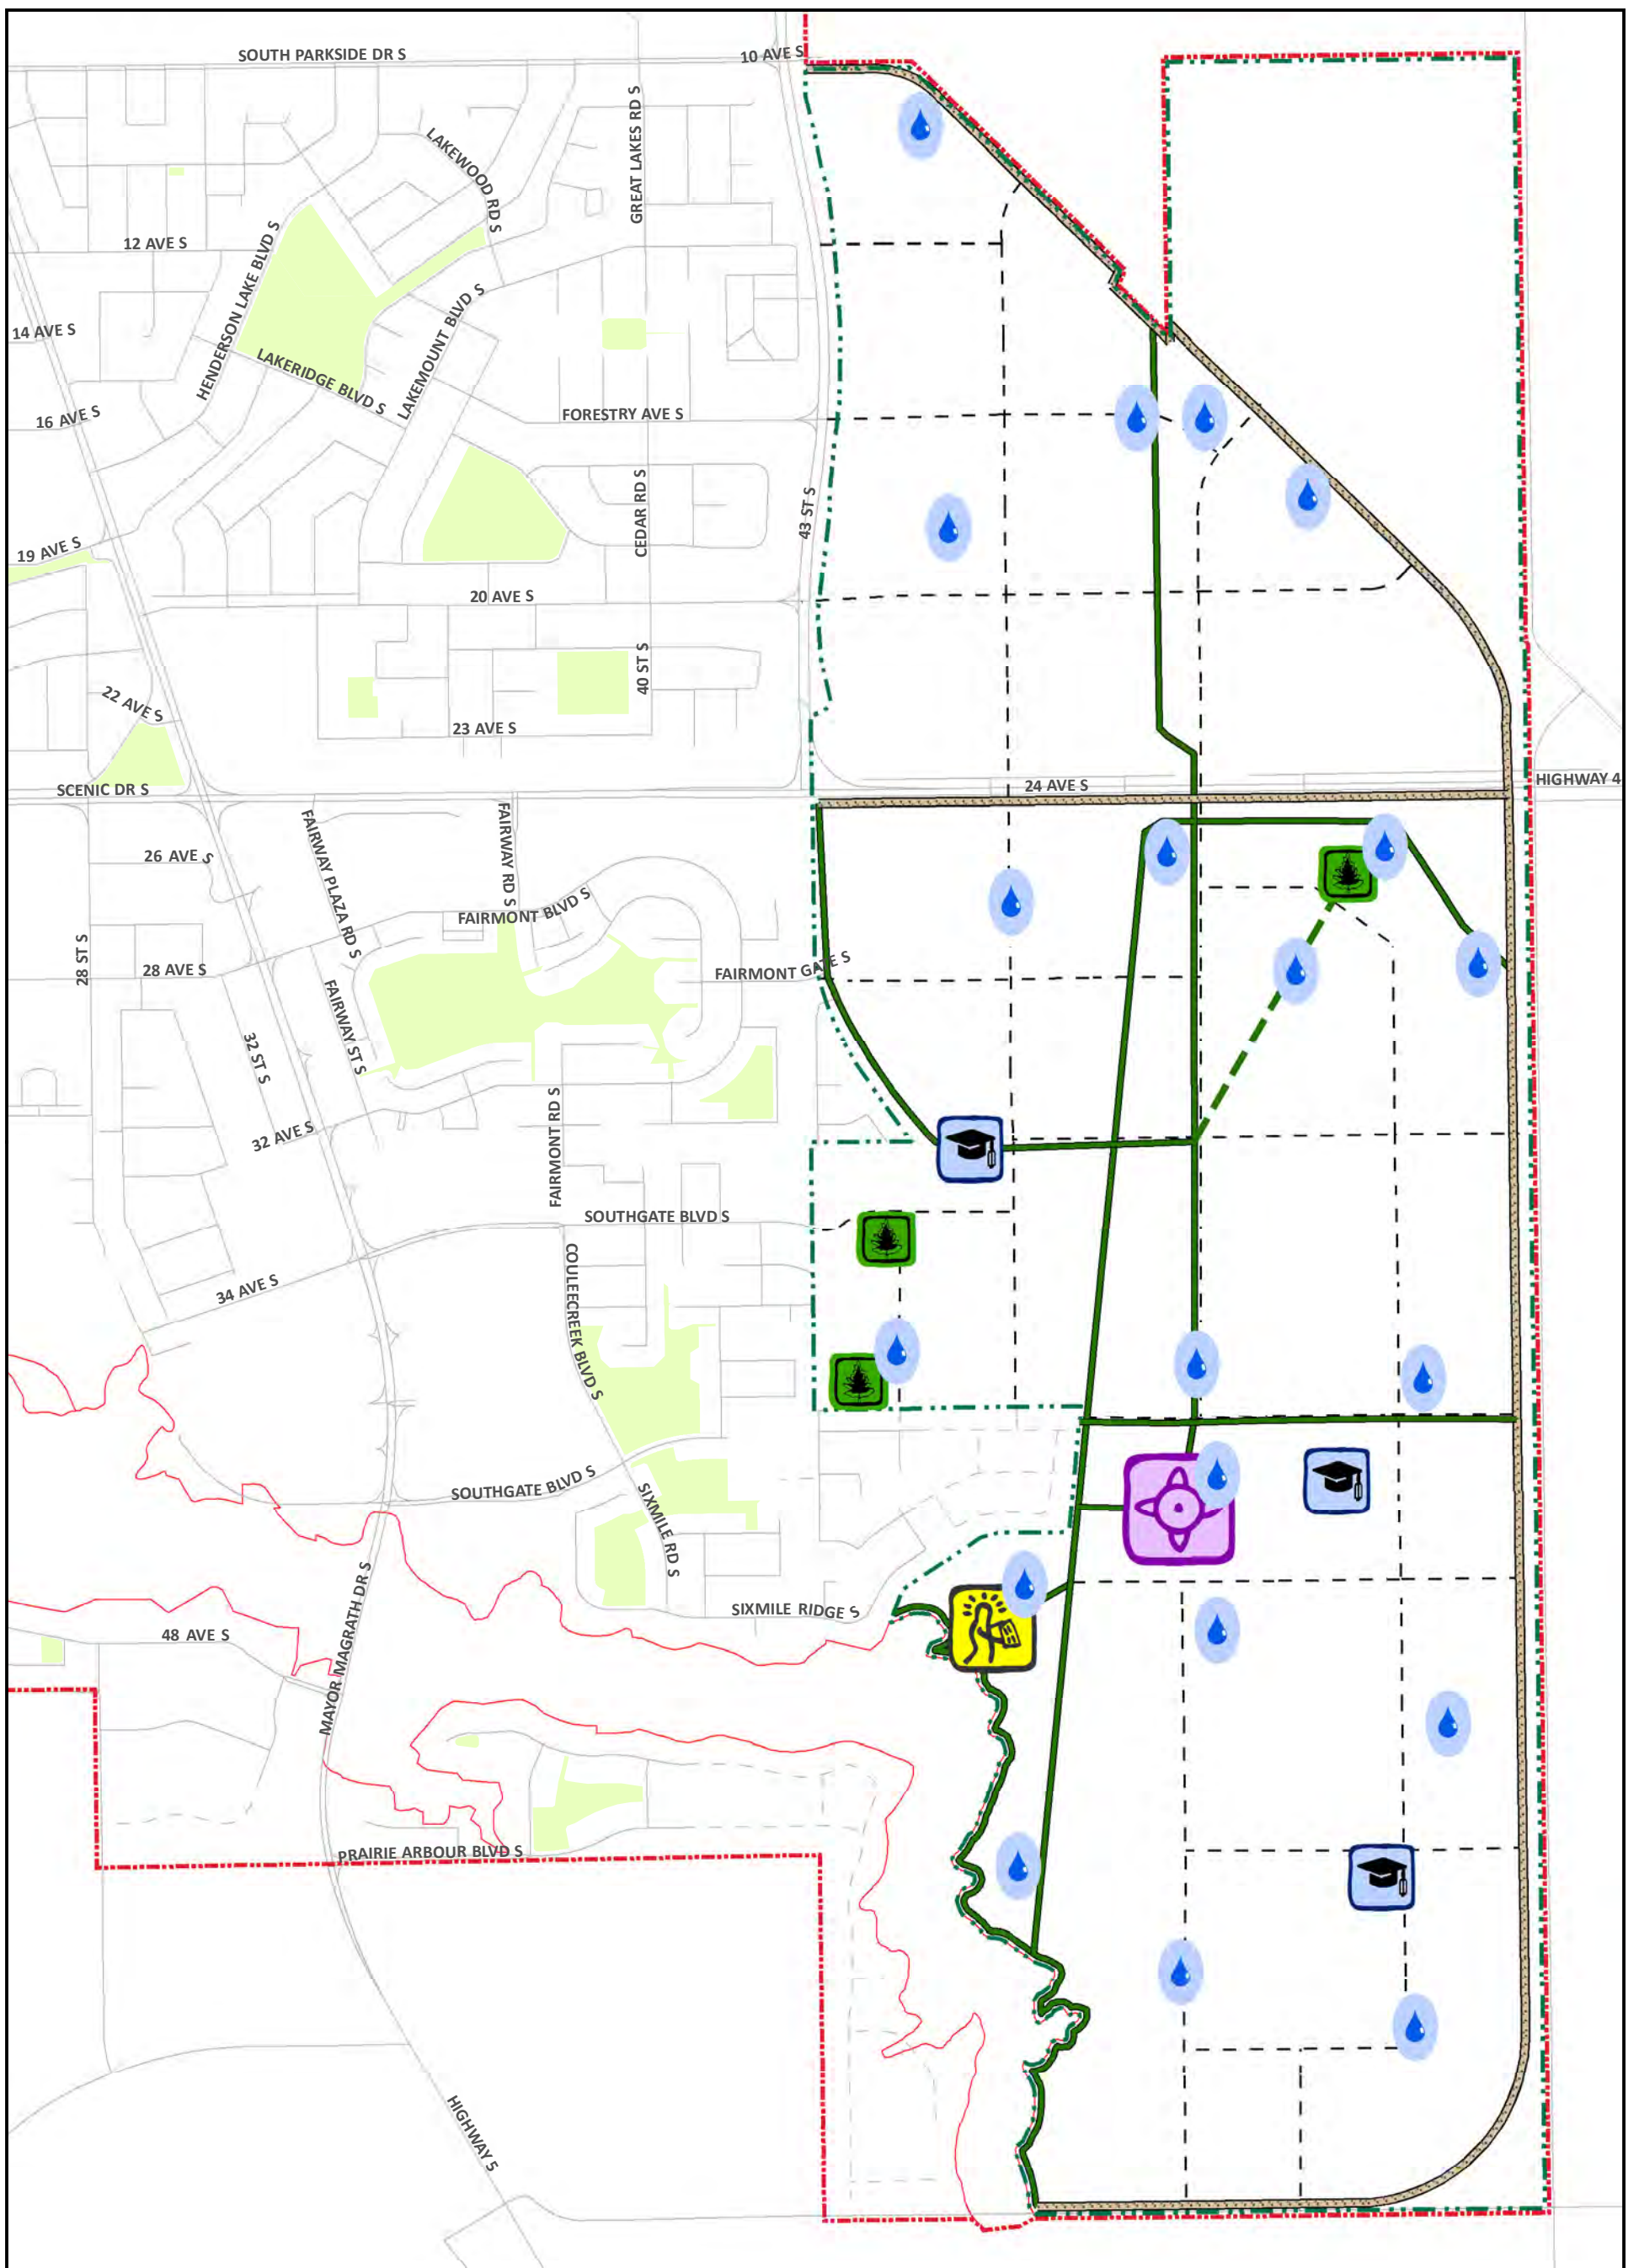 SOUTH PARKSIDE DR S
10 AVE S
LAKEWOOD RD S
GREAT LAKES RD S
12 AVE S
HENDERSON LAKE BLVD S
14 AVE S
LAKEMOUNT BLVD S
LAKERIDGE BLVD S
16 AVE S
FORESTRY AVE S
CEDAR RD S
43 ST S
19 AVE S
20 AVE S
40 ST S
22 AVE S
23 AVE S
24 AVE S
HIGHWAY 4
SCENIC DR S
FAIRWAY PLAZA RD S
FAIRWAY RD S
26 AVE S
FAIRMONT BLVD S
28 ST S
28 AVE S
FAIRMONT GATE S
FAIRWAY ST S
32 ST S
32 AVE S
FAIRMONT RD S
SOUTHGATE BLVD S
COULEECREEK BLVD S
34 AVE S
SOUTHGATE BLVD S
SIXMILE RD S
MAYOR MAGRATH DR S
SIXMILE RIDGE S
48 AVE S
PRAIRIE ARBOUR BLVD S
HIGHWAY 5